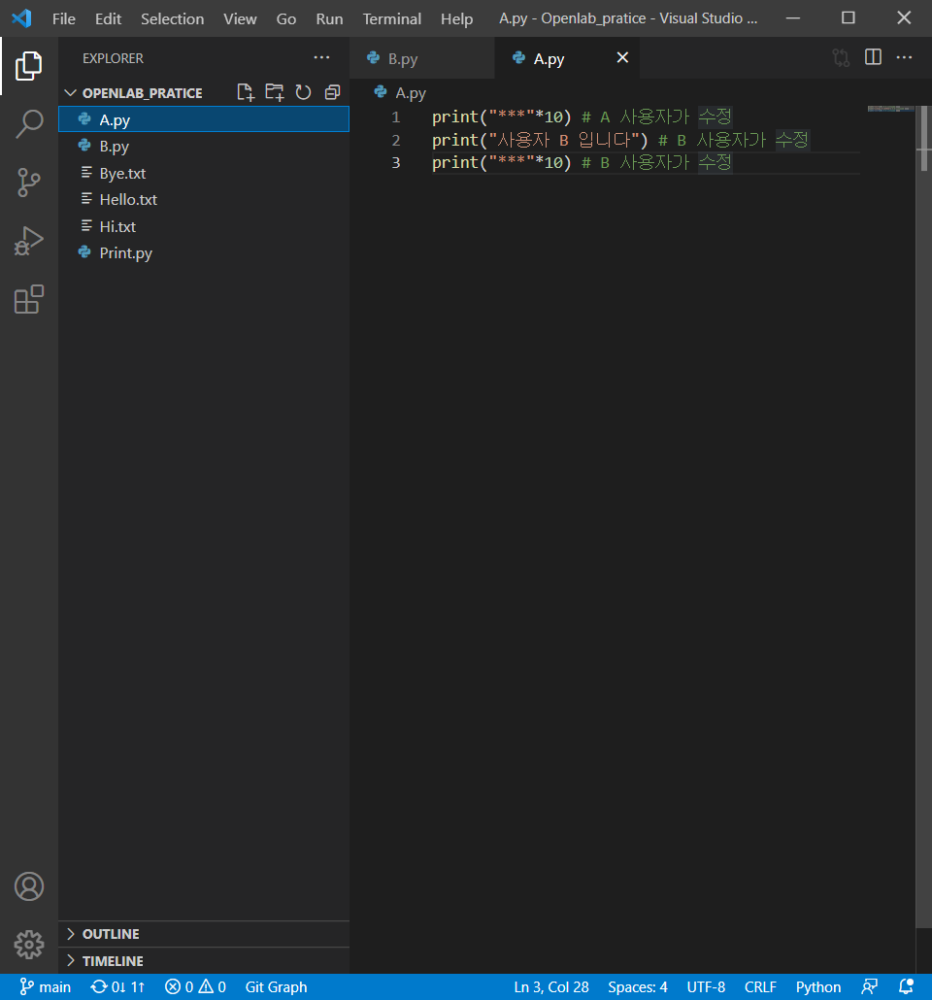 File Edit Selection View Go Run Terminal Help A.py - Openlab_pratice - Visual Studio ...
EXPLORER
B.py A.py
OPENLAB_PRATICE
A.py
B.py
Bye.txt
Hello.txt
Hi.txt
Print.py
A.py
1 print("***"*10) # A 사용자가 수정
2 print("사용자 B 입니다") # B 사용자가 수정
3 print("***"*10) # B 사용자가 수정
OUTLINE
TIMELINE
main 0↓ 1↑ 0 0 Git Graph Ln 3, Col 28 Spaces: 4 UTF-8 CRLF Python